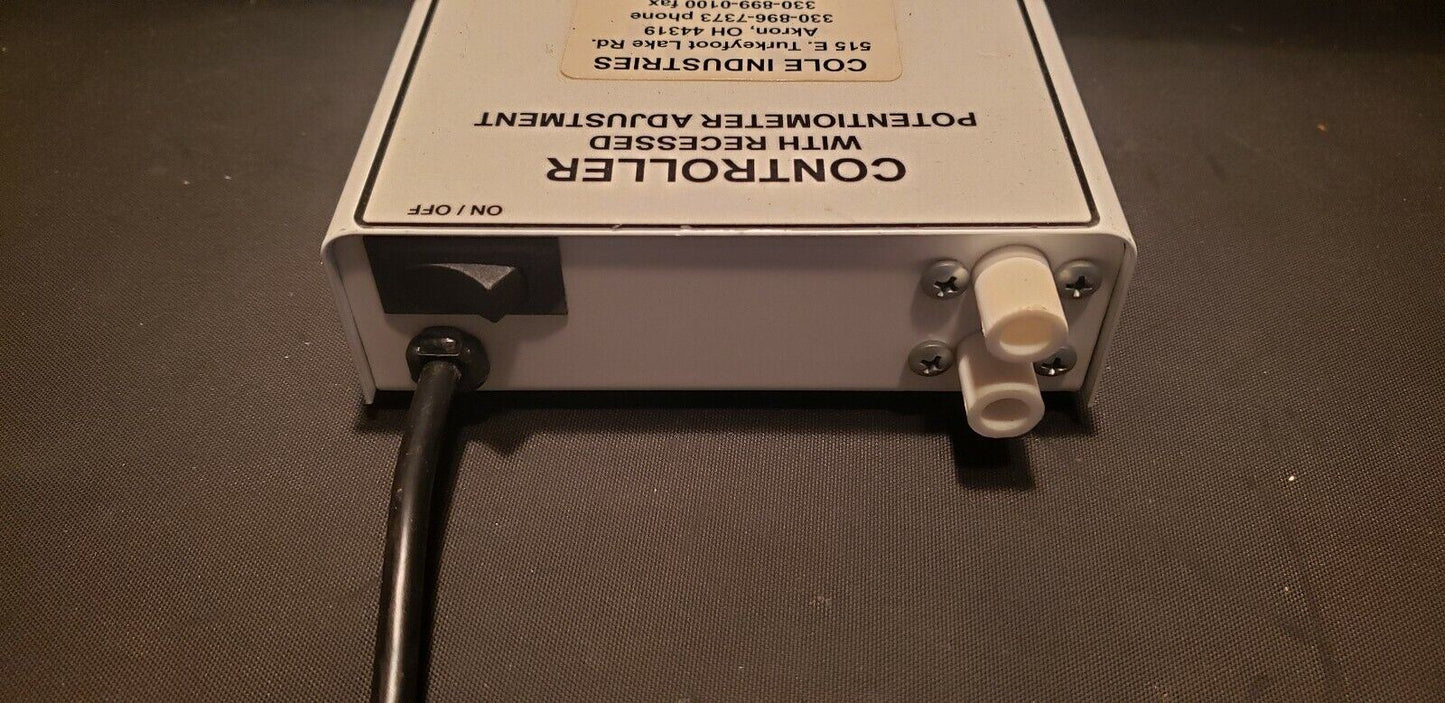 ON / OFF
CONTROLLER
WITH RECESSED
POTENTIOMETER ADJUSTMENT
COLE INDUSTRIES
515 E. Turkeyfoot Lake Rd.
Akron, OH 44319
330-896-7373 phone
330-899-0100 fax